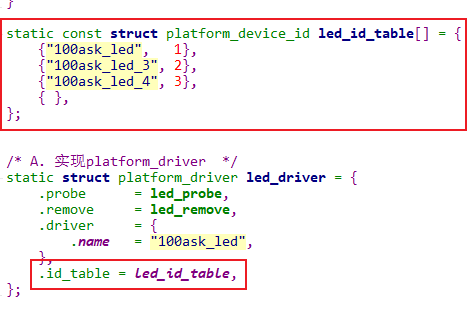 }
static const struct platform_device_id led_id_table[] = {
    {"100ask_led",   1},
    {"100ask_led_3", 2},
    {"100ask_led_4", 3},
    { },
};
/* A. 实现platform_driver  */
static struct platform_driver led_driver = {
    .probe      = led_probe,
    .remove     = led_remove,
    .driver     = {
        .name   = "100ask_led",
    },
    .id_table = led_id_table,
};